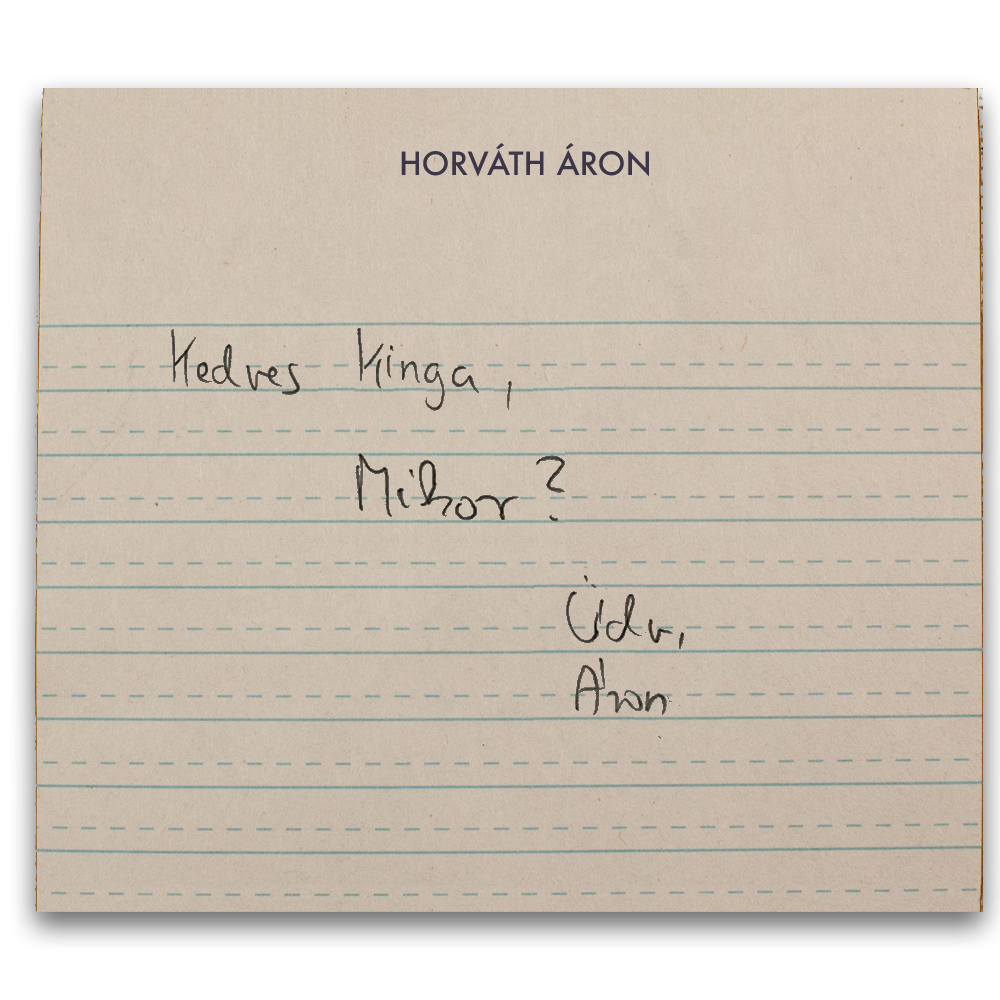 HORVÁTH ÁRON
Kedves Kinga,
Mikor?
Üdv,
Áron